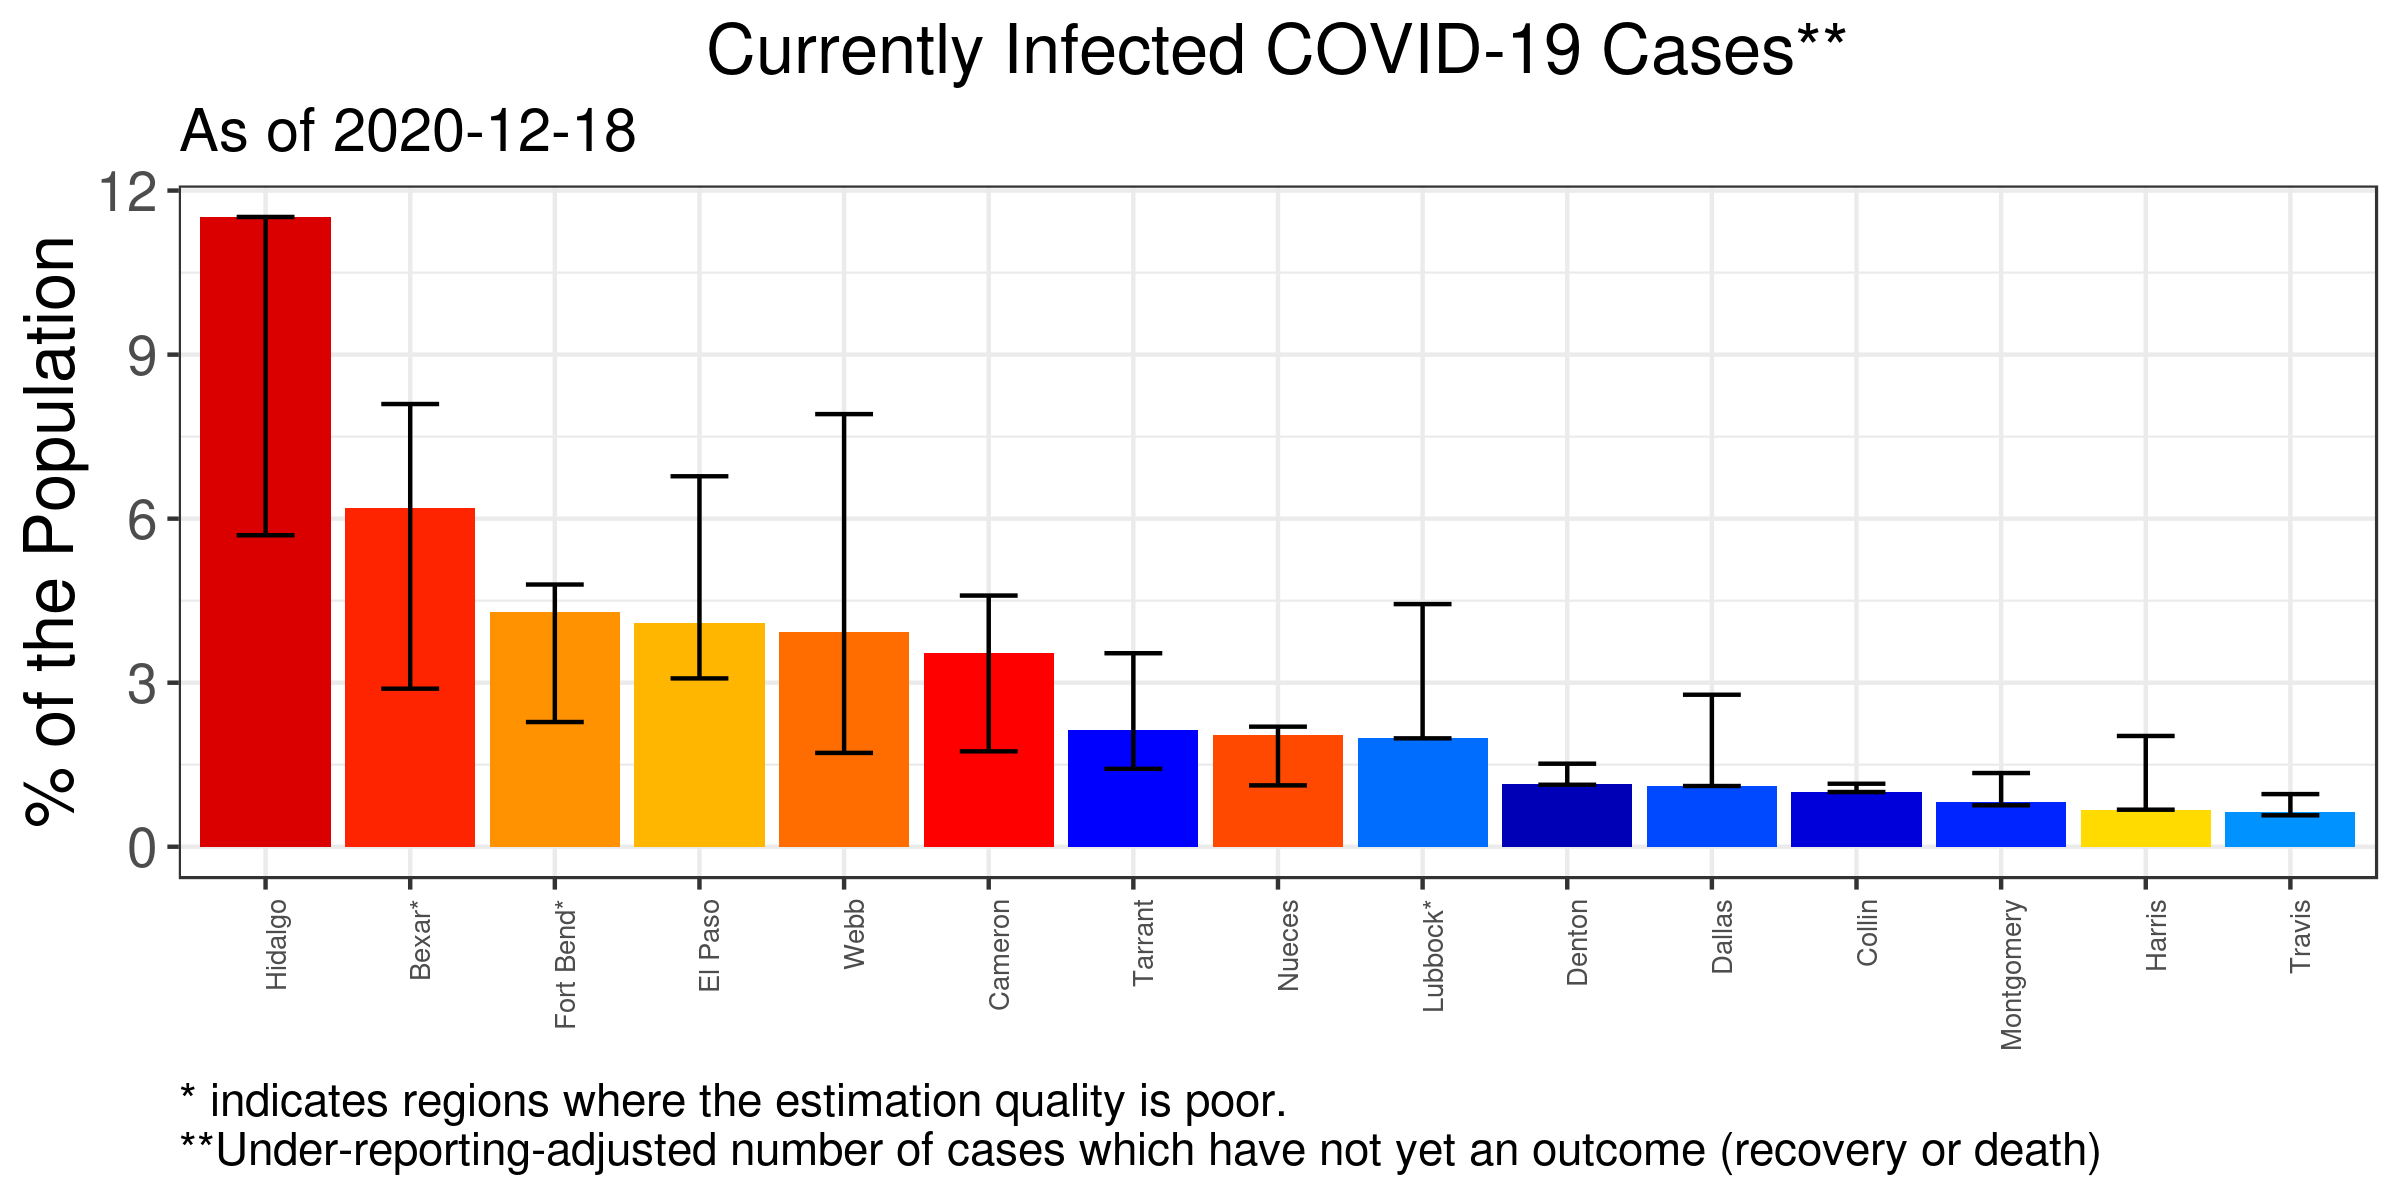 Currently Infected COVID-19 Cases**
As of 2020-12-18
% of the Population
12
9
6
3
0
Hidalgo
Bexar*
Fort Bend*
El Paso
Webb
Cameron
Tarrant
Nueces
Lubbock*
Denton
Dallas
Collin
Montgomery
Harris
Travis
* indicates regions where the estimation quality is poor.
**Under-reporting-adjusted number of cases which have not yet an outcome (recovery or death)